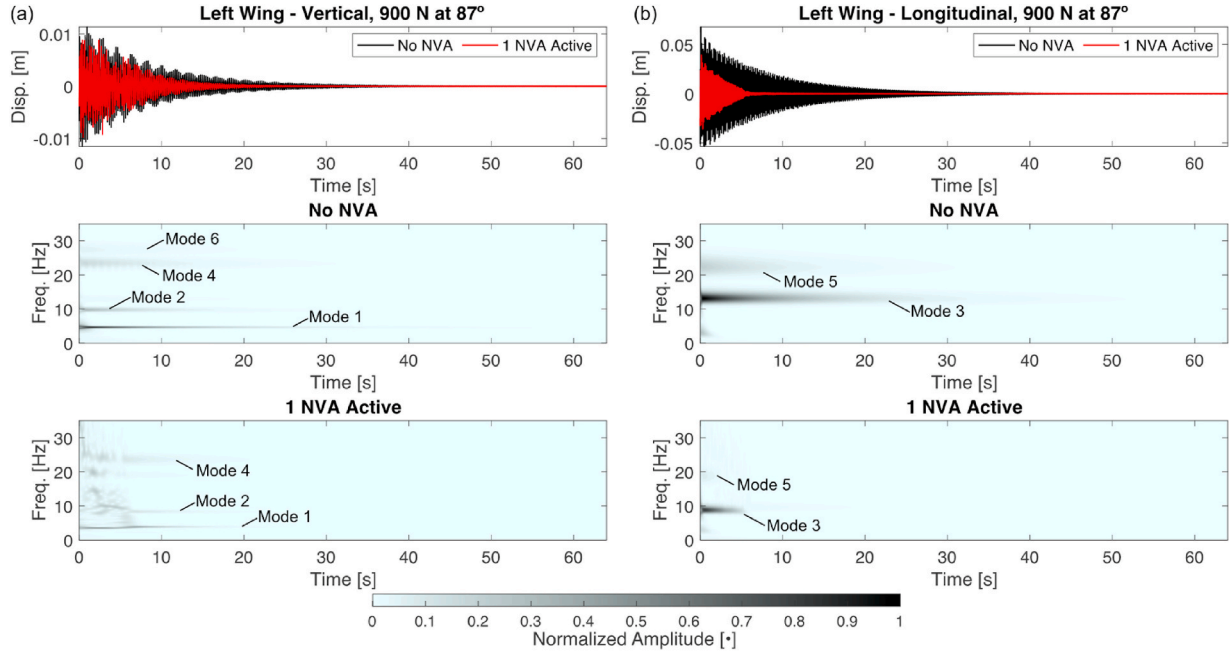 (a)
Left Wing - Vertical, 900 N at 87º
No NVA
1 NVA Active
Disp. [m]
0.01
0
-0.01
0 10 20 30 40 50 60
Time [s]
No NVA
Freq. [Hz]
30
20
10
0
Mode 6
Mode 4
Mode 2
Mode 1
0 10 20 30 40 50 60
Time [s]
1 NVA Active
Freq. [Hz]
30
20
10
0
Mode 4
Mode 2
Mode 1
0 10 20 30 40 50 60
Time [s]
(b)
Left Wing - Longitudinal, 900 N at 87º
No NVA
1 NVA Active
Disp. [m]
0.05
0
-0.05
0 10 20 30 40 50 60
Time [s]
No NVA
Freq. [Hz]
30
20
10
0
Mode 5
Mode 3
0 10 20 30 40 50 60
Time [s]
1 NVA Active
Freq. [Hz]
30
20
10
0
Mode 5
Mode 3
0 10 20 30 40 50 60
Time [s]
0 0.1 0.2 0.3 0.4 0.5 0.6 0.7 0.8 0.9 1
Normalized Amplitude [•]